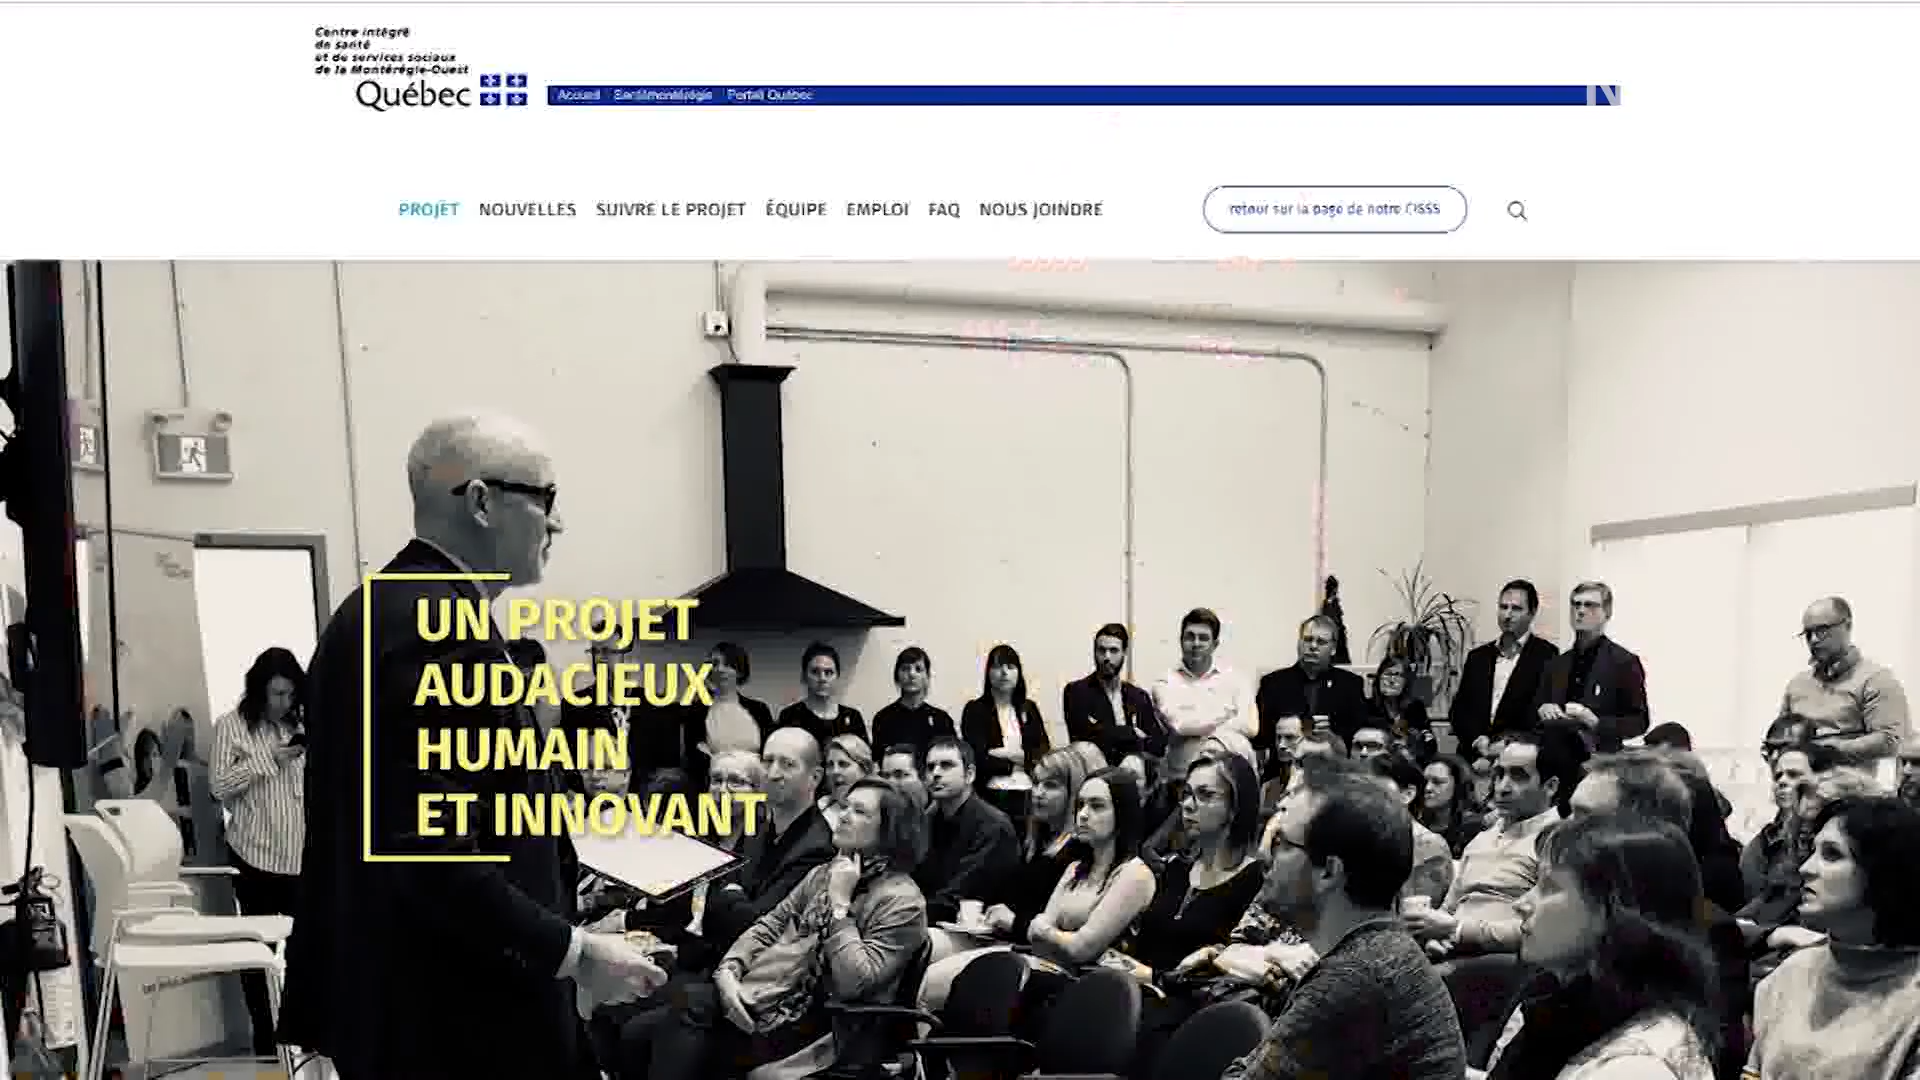 Centre intégré
de santé
et de services sociaux
de la Montérégie-Ouest
Québec
Accueil Santémontérégie Portail Québec
N
PROJET NOUVELLES SUIVRE LE PROJET ÉQUIPE EMPLOI FAQ NOUS JOINDRE
retour sur la page de notre CISSS
UN PROJET
AUDACIEUX
HUMAIN
ET INNOVANT